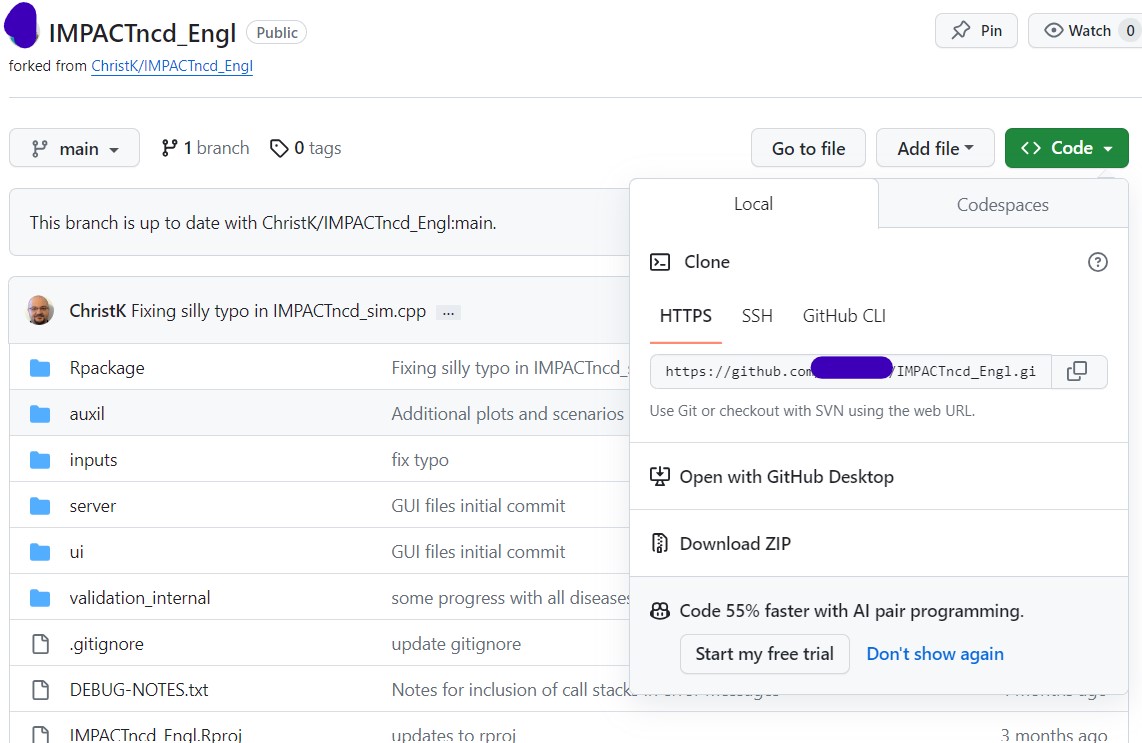 IMPACTncd_Engl Public Pin Watch 0
forked from ChristK/IMPACTncd_Engl
main 1 branch 0 tags Go to file Add file Code
Local Codespaces
This branch is up to date with ChristK/IMPACTncd_Engl:main.
Clone
ChristK Fixing silly typo in IMPACTncd_sim.cpp ...
HTTPS SSH GitHub CLI
Rpackage Fixing silly typo in IMPACTncd_s
https://github.com /IMPACTncd_Engl.gi
auxil Additional plots and scenarios
Use Git or checkout with SVN using the web URL.
inputs fix typo
Open with GitHub Desktop
server GUI files initial commit
Download ZIP
ui GUI files initial commit
validation_internal some progress with all diseases
Code 55% faster with AI pair programming.
.gitignore update gitignore
Start my free trial Don't show again
DEBUG-NOTES.txt Notes for inclusion of call stacks in error messages
IMPACTncd_Engl.Rproj updates to rproj 3 months ago